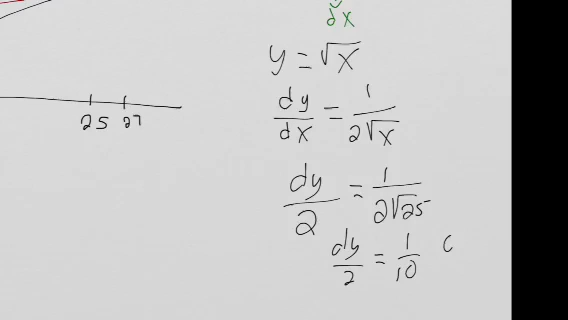 dx
y = √x
dy/dx = 1/2√x
25 27
dy/2 = 1/2√25
dy/2 = 1/10